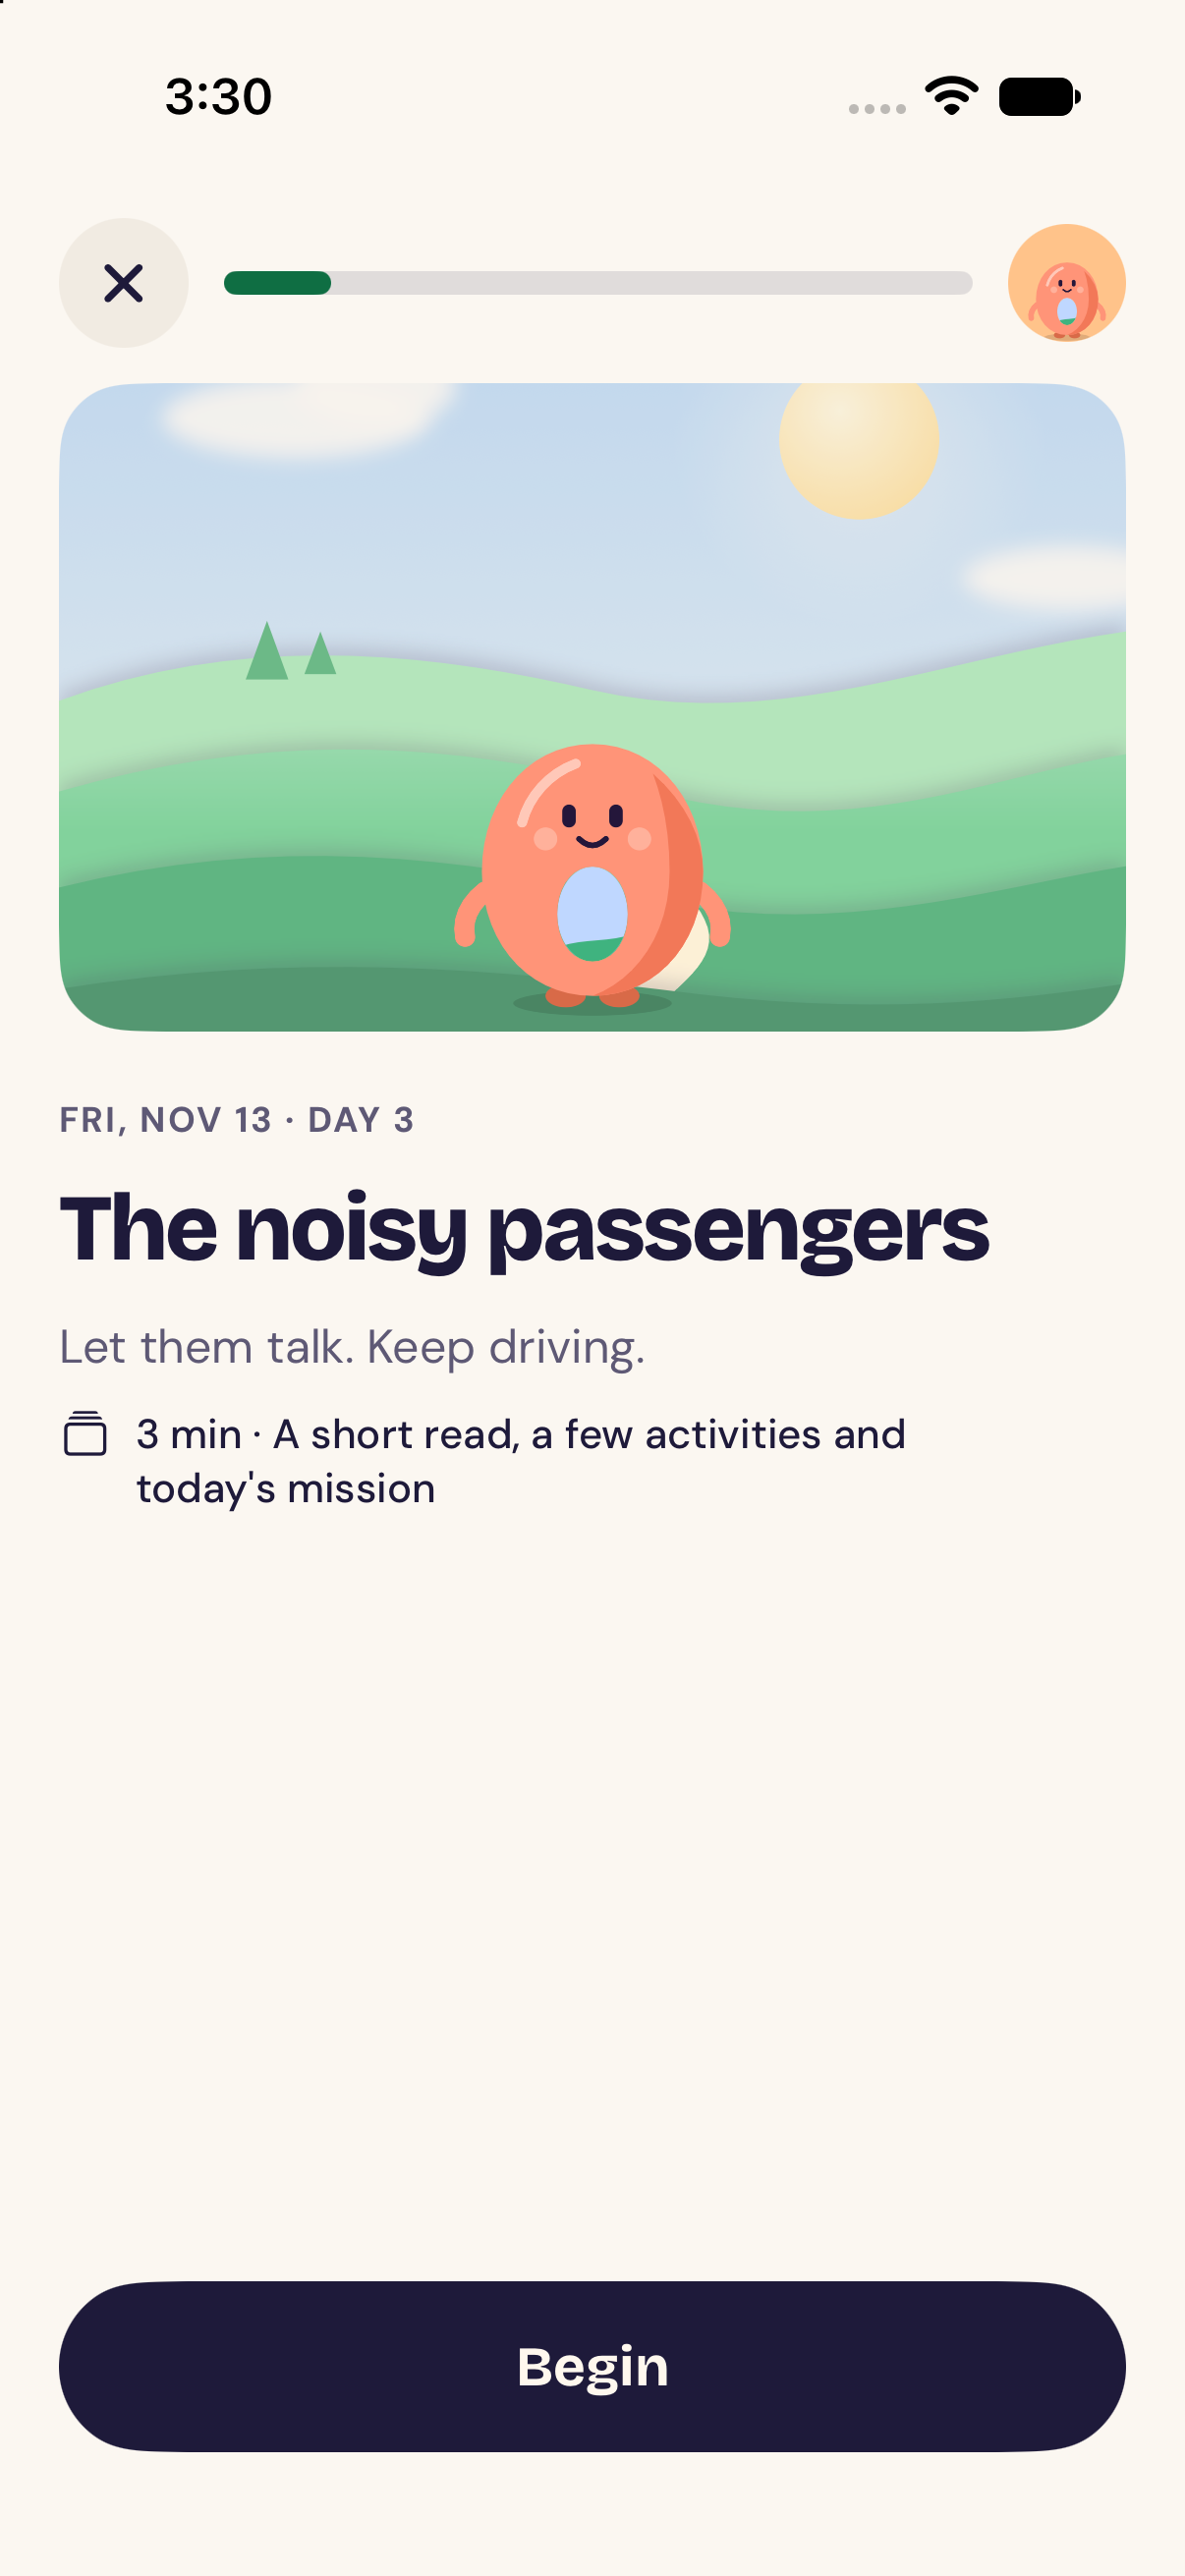 3:30
FRI, NOV 13 · DAY 3
The noisy passengers
Let them talk. Keep driving.
3 min · A short read, a few activities and
today's mission
Begin